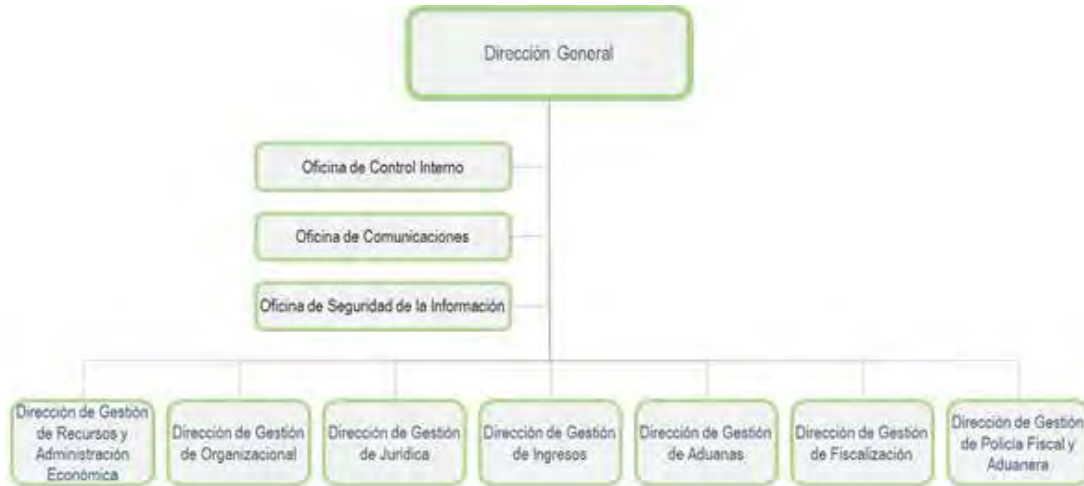 Dirección General
Oficina de Control Interno
Oficina de Comunicaciones
Oficina de Seguridad de la Información
Dirección de Gestión
de Recursos y
Administración
Económica
Dirección de Gestión
de Organizacional
Dirección de Gestión
de Jurídica
Dirección de Gestión
de Ingresos
Dirección de Gestión
de Aduanas
Dirección de Gestión
de Fiscalización
Dirección de Gestión
de Policía Fiscal y
Aduanera